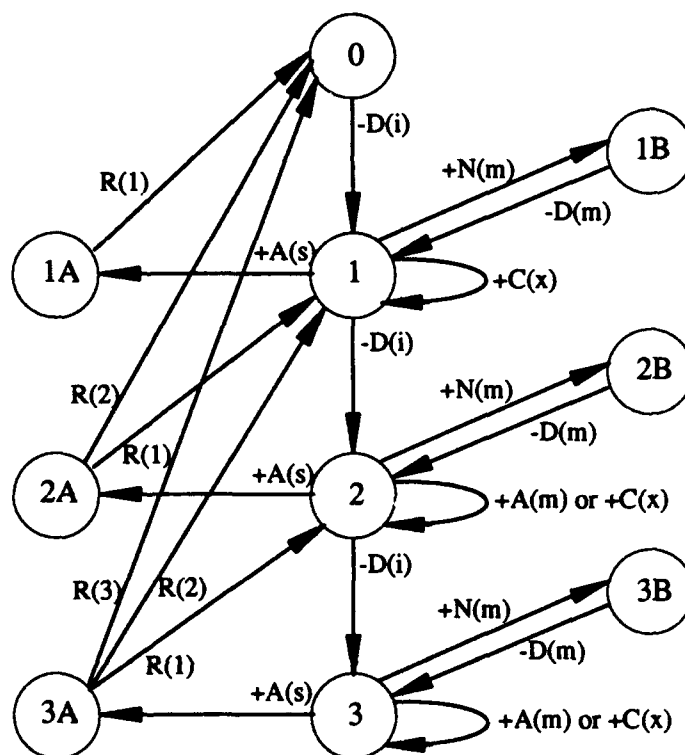 0
-D(i)
1B
+N(m)
R(1)
-D(m)
+A(s)
1A
1
+C(x)
-D(i)
2B
+N(m)
R(2)
-D(m)
R(1)
+A(s)
2A
2
+A(m) or +C(x)
-D(i)
R(3)
R(2)
3B
+N(m)
R(1)
-D(m)
+A(s)
3A
3
+A(m) or +C(x)